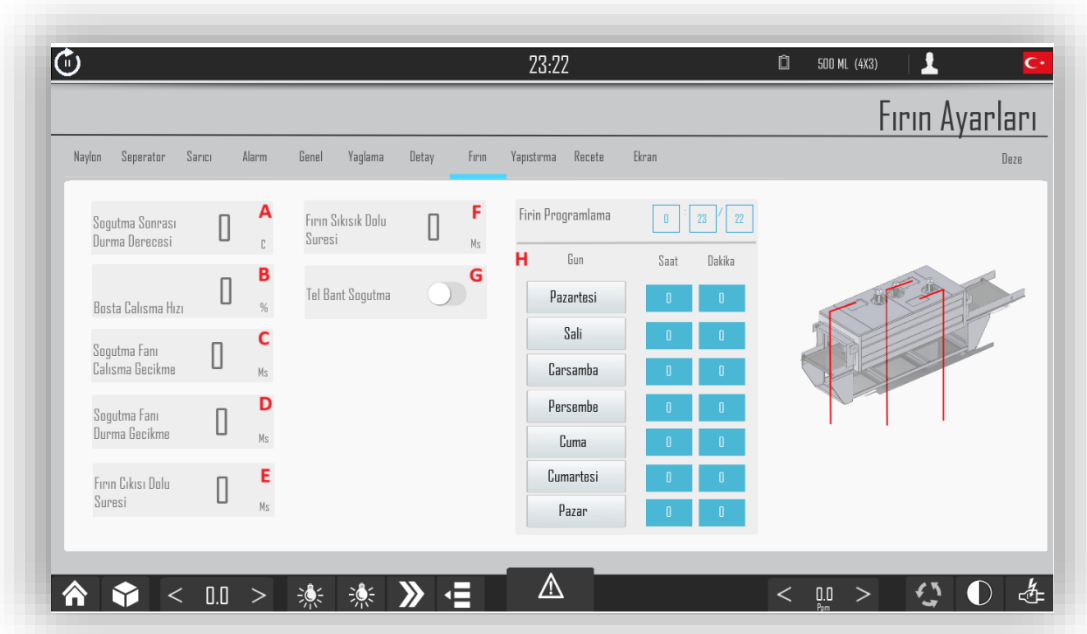 23:22
500 ML (4X3)
Fırın Ayarları
Naylon Seperator Sarıcı Alarm Genel Yaglama Detay Fırın Yapıstırma Recete Ekran Deze
Sogutma Sonrası
Durma Derecesi
0
A
C
Bosta Calısma Hızı
0
B
%
Sogutma Fanı
Calısma Gecikme
0
C
Ms
Sogutma Fanı
Durma Gecikme
0
D
Ms
Fırın Cıkısı Dolu
Suresi
0
E
Ms
Fırın Sıkısık Dolu
Suresi
0
F
Ms
Tel Bant Sogutma
G
Firin Programlama 0 : 23 / 22
H Gun Saat Dakika
Pazartesi 0 0
Sali 0 0
Carsamba 0 0
Persembe 0 0
Cuma 0 0
Cumartesi 0 0
Pazar 0 0
< 0.0 >
< 0.0 >
Ppm